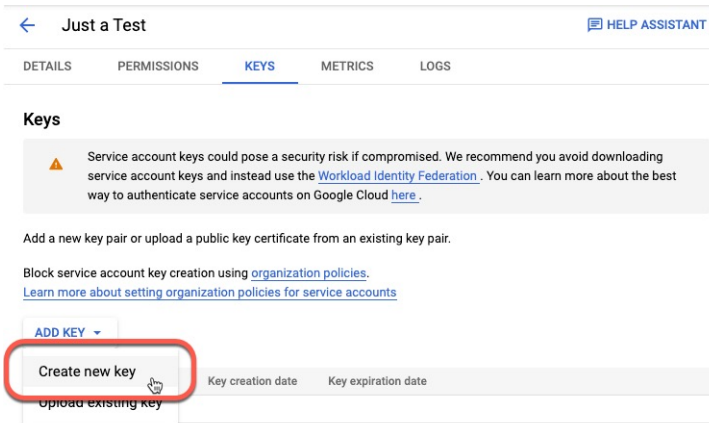 Just a Test
HELP ASSISTANT
DETAILS PERMISSIONS KEYS METRICS LOGS
Keys
Service account keys could pose a security risk if compromised. We recommend you avoid downloading
service account keys and instead use the Workload Identity Federation . You can learn more about the best
way to authenticate service accounts on Google Cloud here .
Add a new key pair or upload a public key certificate from an existing key pair.
Block service account key creation using organization policies.
Learn more about setting organization policies for service accounts
ADD KEY
Create new key
Key creation date Key expiration date
Upload existing key